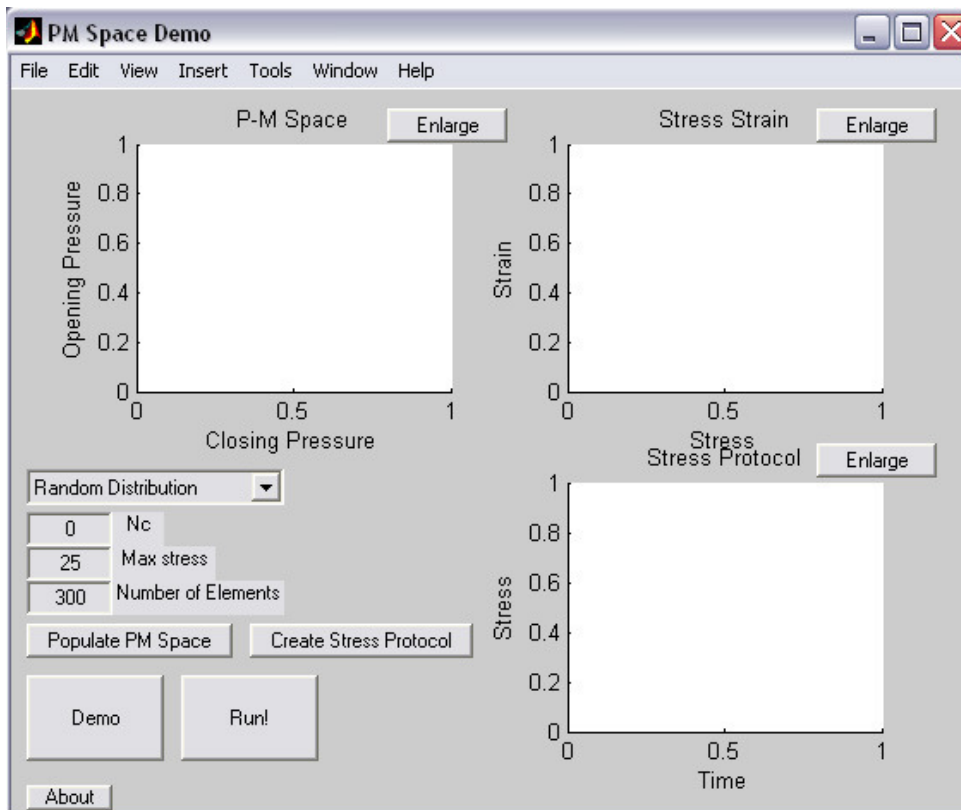 PM Space Demo
File Edit View Insert Tools Window Help
P-M Space
Enlarge
Opening Pressure
1
0.8
0.6
0.4
0.2
0
0 0.5 1
Closing Pressure
Stress Strain
Enlarge
Strain
1
0.8
0.6
0.4
0.2
0
0 0.5 1
Stress
Random Distribution
0 Nc
25 Max stress
300 Number of Elements
Populate PM Space
Create Stress Protocol
Demo
Run!
About
Stress Protocol
Enlarge
Stress
1
0.8
0.6
0.4
0.2
0
0 0.5 1
Time